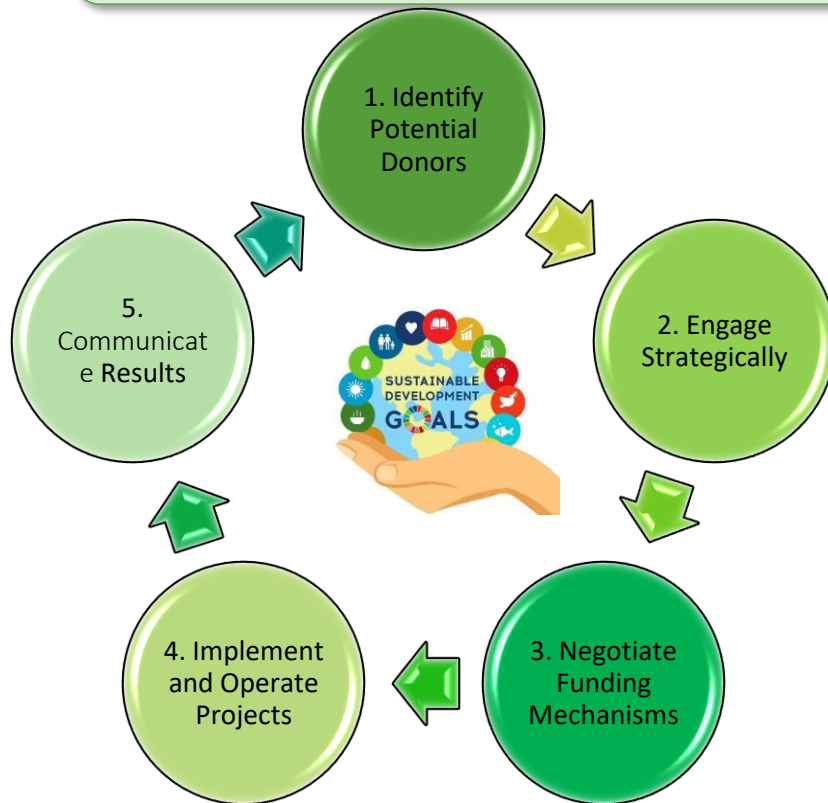 1. Identify
Potential
Donors
2. Engage
Strategically
3. Negotiate
Funding
Mechanisms
4. Implement
and Operate
Projects
5.
Communicat
e Results
SUSTAINABLE
DEVELOPMENT
GOALS